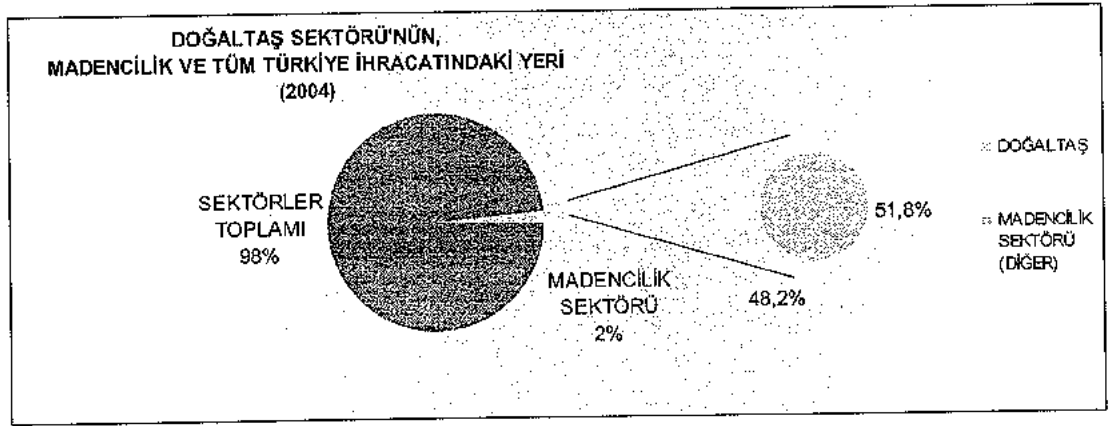 DOĞALTAŞ SEKTÖRÜ'NÜN,
MADENCİLİK VE TÜM TÜRKİYE İHRACATINDAKİ YERİ
(2004)
SEKTÖRLER
TOPLAMI
98%
MADENCİLİK
SEKTÖRÜ
2%
51,8%
48,2%
DOĞALTAŞ
MADENCİLİK
SEKTÖRÜ
(DİĞER)